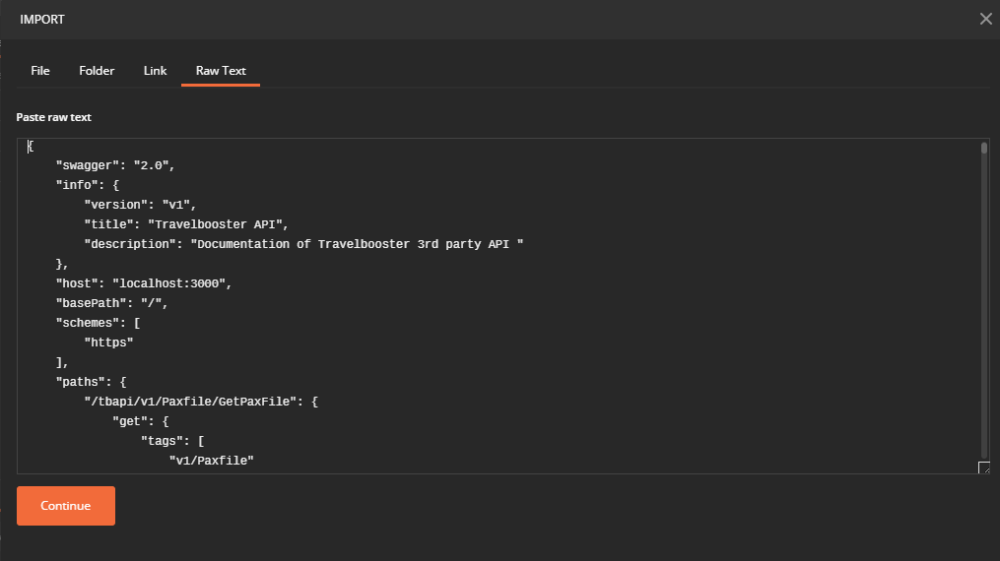 IMPORT
File Folder Link Raw Text
Paste raw text
{
"swagger": "2.0",
"info": {
"version": "v1",
"title": "Travelbooster API",
"description": "Documentation of Travelbooster 3rd party API "
},
"host": "localhost:3000",
"basePath": "/",
"schemes": [
"https"
],
"paths": {
"/tbapi/v1/Paxfile/GetPaxFile": {
"get": {
"tags": [
"v1/Paxfile"
Continue